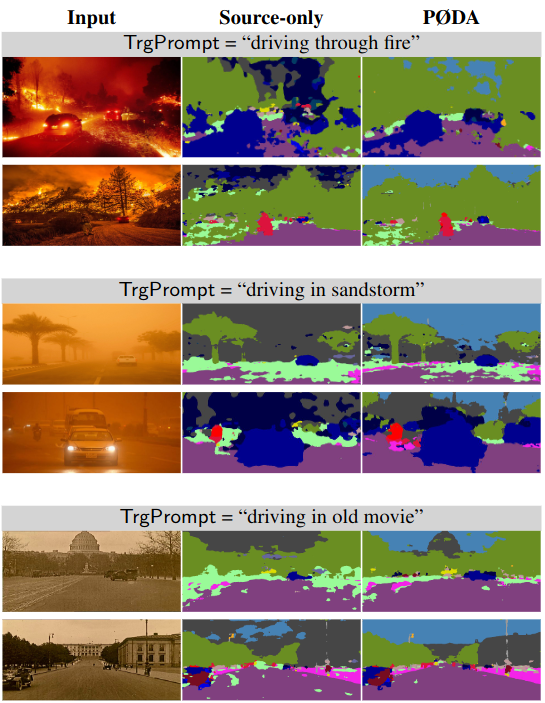 Input Source-only PØDA
TrgPrompt = “driving through fire”
TrgPrompt = “driving in sandstorm”
TrgPrompt = “driving in old movie”